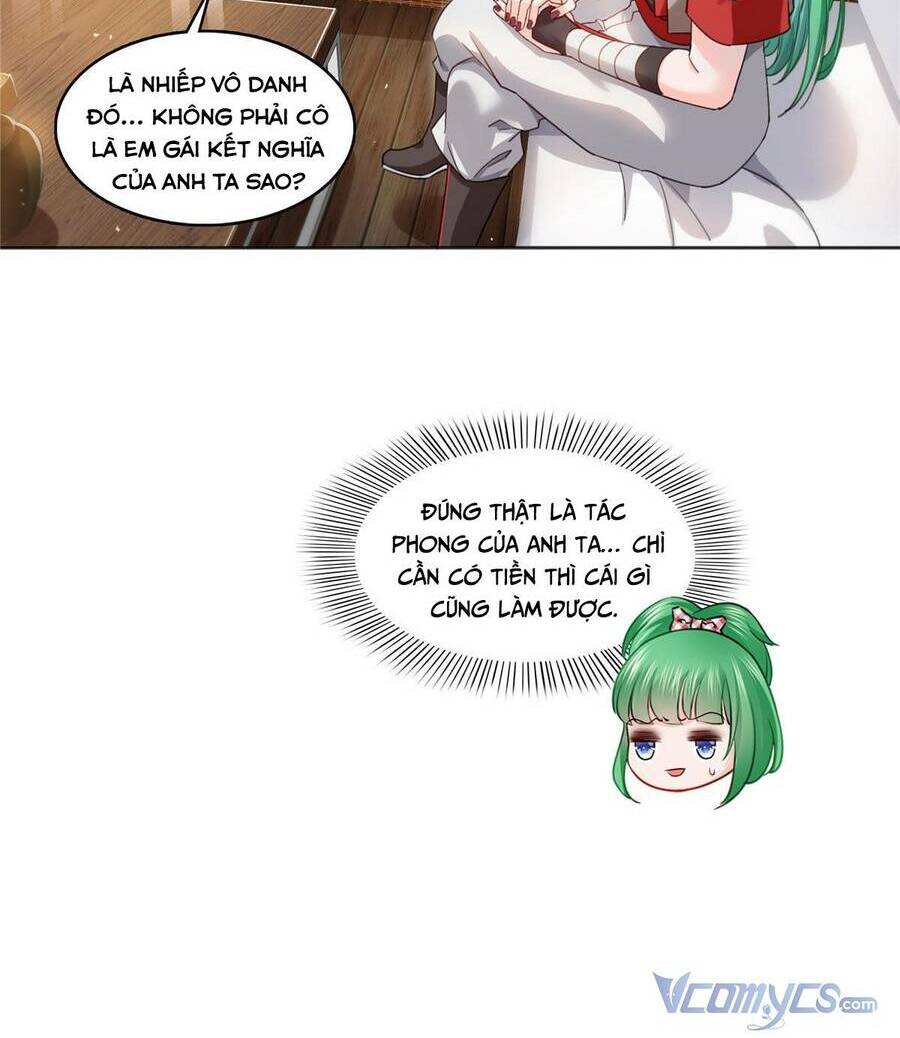 LÀ NHIẾP VÔ DANH
ĐÓ... KHÔNG PHẢI CÔ
LÀ EM GÁI KẾT NGHĨA
CỦA ANH TA SAO?
ĐÚNG THẬT LÀ TÁC
PHONG CỦA ANH TA... CHỈ
CẦN CÓ TIỀN THÌ CÁI GÌ
CŨNG LÀM ĐƯỢC.
VCOMYCS.com